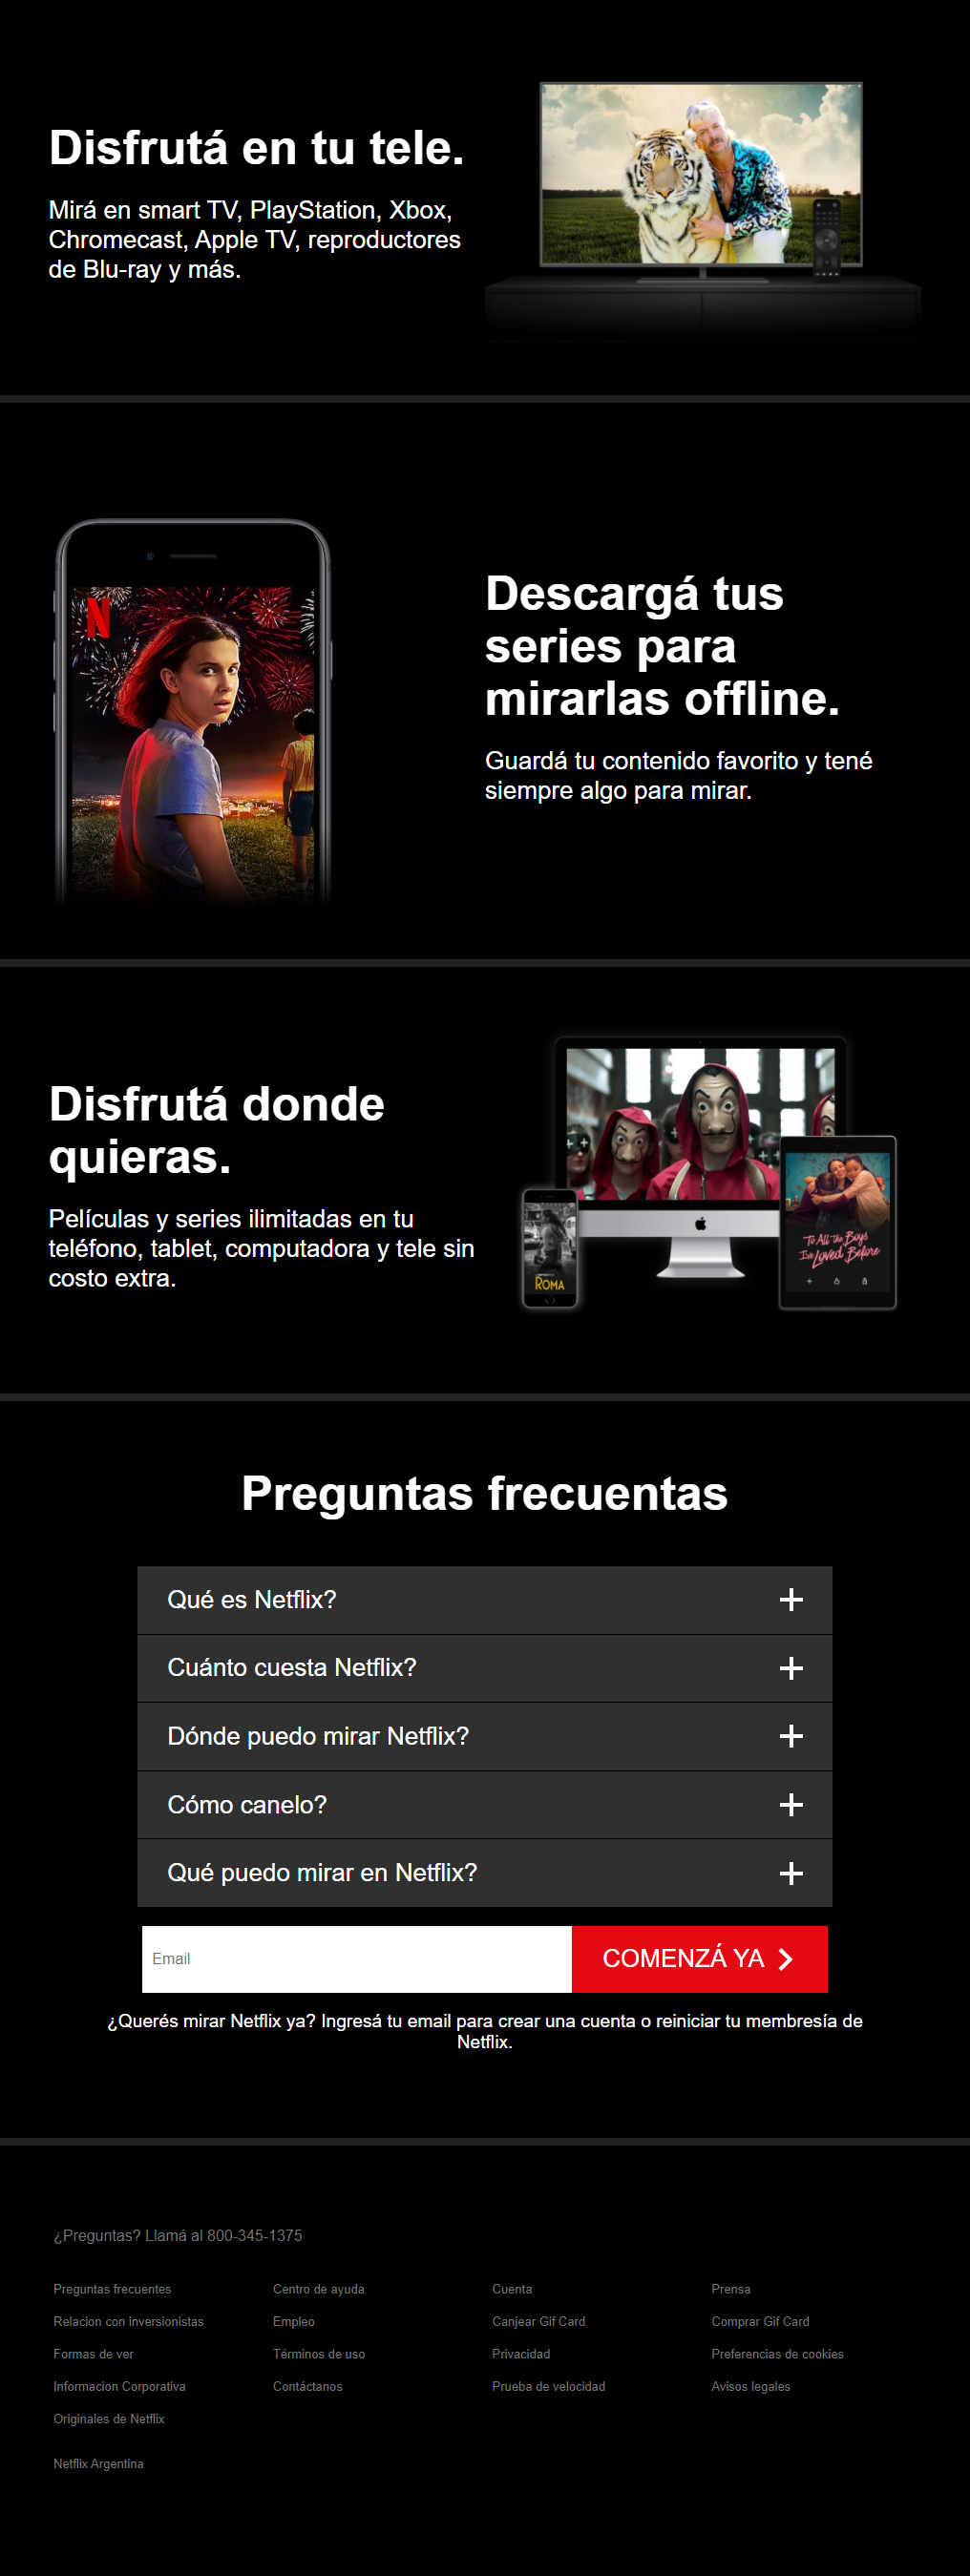 Disfrutá en tu tele.
Mirá en smart TV, PlayStation, Xbox,
Chromecast, Apple TV, reproductores
de Blu-ray y más.
N
Descargá tus
series para
mirarlas offline.
Guardá tu contenido favorito y tené
siempre algo para mirar.
Disfrutá donde
quieras.
Películas y series ilimitadas en tu
teléfono, tablet, computadora y tele sin
costo extra.
ROMA
To All The Boys
I've Loved Before
Preguntas frecuentas
Qué es Netflix?
Cuánto cuesta Netflix?
Dónde puedo mirar Netflix?
Cómo canelo?
Qué puedo mirar en Netflix?
Email
COMENZÁ YA
¿Querés mirar Netflix ya? Ingresá tu email para crear una cuenta o reiniciar tu membresía de
Netflix.
¿Preguntas? Llamá al 800-345-1375
Preguntas frecuentes
Centro de ayuda
Cuenta
Prensa
Relacion con inversionistas
Empleo
Canjear Gif Card
Comprar Gif Card
Formas de ver
Términos de uso
Privacidad
Preferencias de cookies
Informacion Corporativa
Contáctanos
Prueba de velocidad
Avisos legales
Originales de Netflix
Netflix Argentina